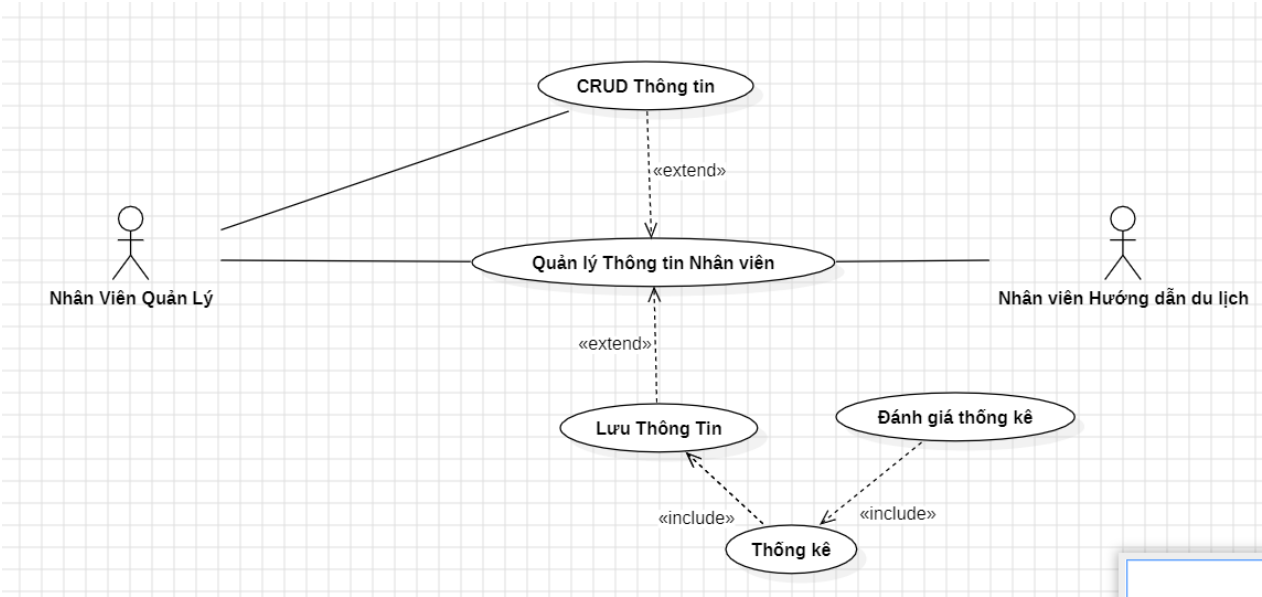 CRUD Thông tin
«extend»
Quản lý Thông tin Nhân viên
Nhân Viên Quản Lý
Nhân viên Hướng dẫn du lịch
«extend»
Lưu Thông Tin
Đánh giá thống kê
«include»
«include»
Thống kê